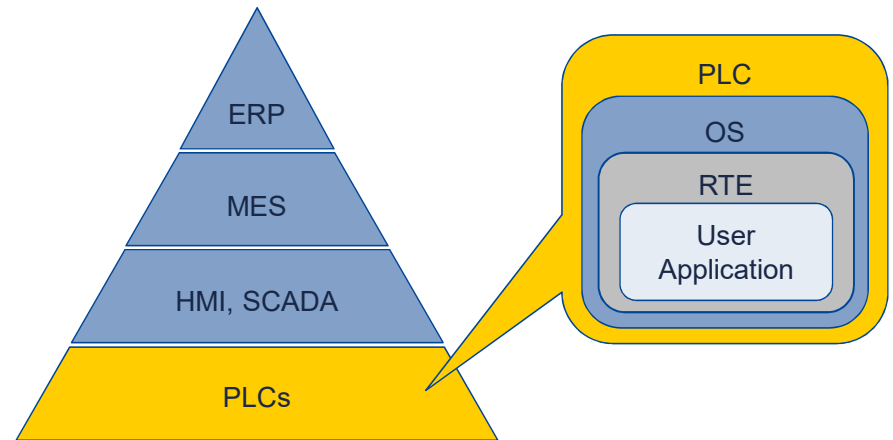 ERP
MES
HMI, SCADA
PLCs
PLC
OS
RTE
User
Application